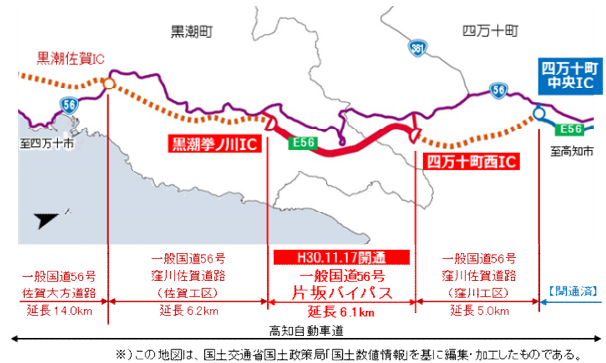 黒潮町
四万十町
381
黒潮佐賀IC
四万十町
中央IC
56
56
E56
至四万十市
黒潮拳ノ川IC
E56
四万十町西IC
至高知市
H30.11.17開通
一般国道56号
佐賀大方道路
延長14.0km
一般国道56号
窪川佐賀道路
(佐賀工区)
延長6.2km
一般国道56号
片坂バイパス
延長6.1km
一般国道56号
窪川佐賀道路
(窪川工区)
延長5.0km
【開通済】
高知自動車道
※)この地図は、国土交通省国土政策局「国土数値情報」を基に編集・加工したものである。